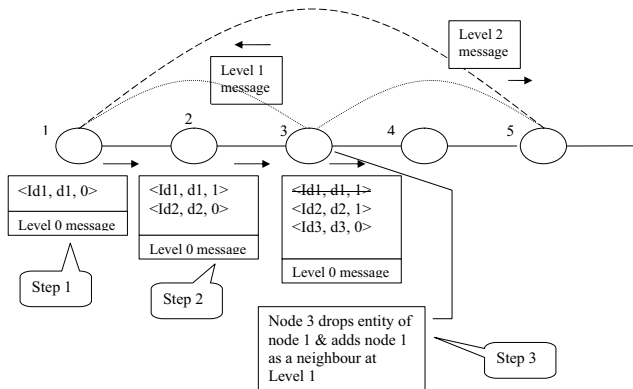 Level 2
message
Level 1
message
1
2
3
4
5
<Id1, d1, 0>
Level 0 message
<Id1, d1, 1>
<Id2, d2, 0>
Level 0 message
<Id1, d1, 1>
<Id2, d2, 1>
<Id3, d3, 0>
Level 0 message
Step 1
Step 2
Node 3 drops entity of
node 1 & adds node 1
as a neighbour at
Level 1
Step 3